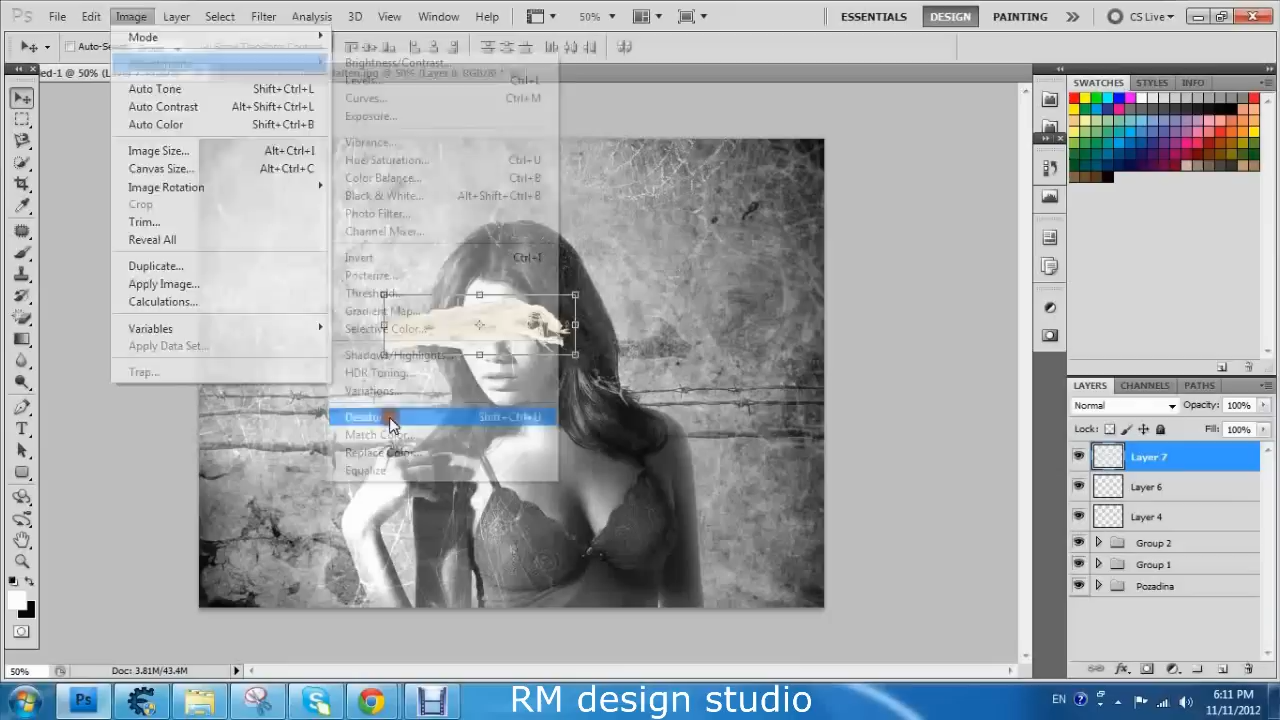 Ps File Edit Image Layer Select Filter Analysis 3D View Window Help 50% ESSENTIALS DESIGN PAINTING CS Live
Mode
Auto Tone Shift+Ctrl+L
Auto Contrast Alt+Shift+Ctrl+L
Auto Color Shift+Ctrl+B
Image Size... Alt+Ctrl+I
Canvas Size... Alt+Ctrl+C
Image Rotation
Crop
Trim...
Reveal All
Duplicate...
Apply Image...
Calculations...
Variables
Apply Data Set...
Trap...
Brightness/Contrast...
Levels... Ctrl+L
Curves... Ctrl+M
Exposure...
Vibrance...
Hue/Saturation... Ctrl+U
Color Balance... Ctrl+B
Black & White... Alt+Shift+Ctrl+B
Photo Filter...
Channel Mixer...
Invert Ctrl+I
Posterize...
Threshold...
Gradient Map...
Selective Color...
Shadows/Highlights...
HDR Toning...
Variations...
Shift+Ctrl+U
Match Color...
Replace Color...
Equalize
SWATCHES STYLES INFO
LAYERS CHANNELS PATHS
Normal Opacity: 100%
Lock: Fill: 100%
Layer 7
Layer 6
Layer 4
Group 2
Group 1
Pozadina
50% Doc: 3.81M/43.4M
Ps RM design studio EN 6:11 PM
11/11/2012